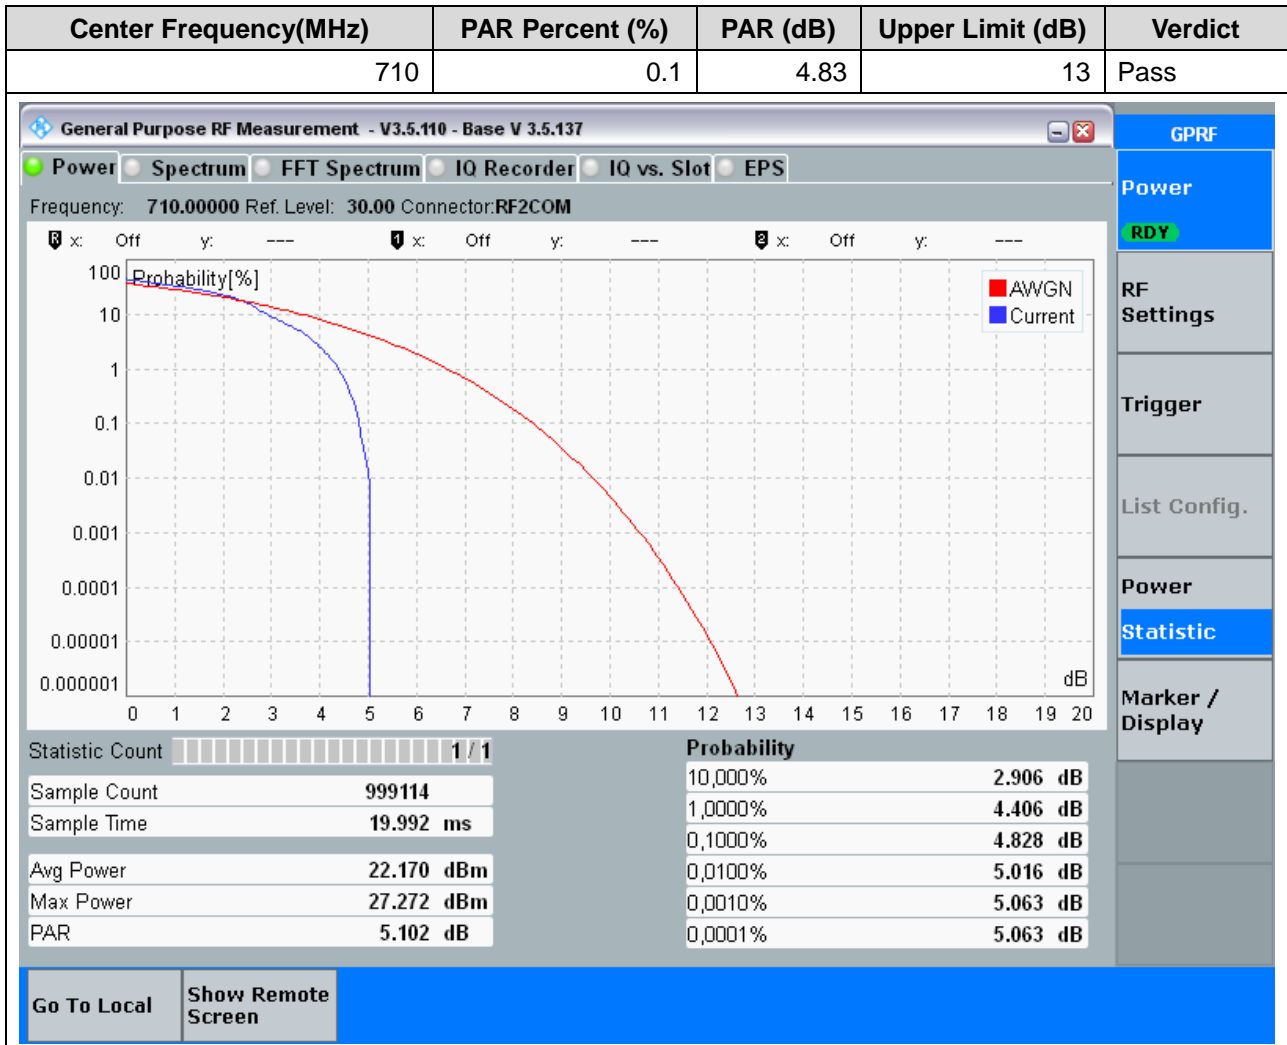 Center Frequency(MHz) PAR Percent (%) PAR (dB) Upper Limit (dB) Verdict
710 0.1 4.83 13 Pass
General Purpose RF Measurement - V3.5.110 - Base V 3.5.137
GPRF
Power Spectrum FFT Spectrum IQ Recorder IQ vs. Slot EPS
Power
RDY
Frequency: 710.00000 Ref. Level: 30.00 Connector:RF2COM
R x: Off y: --- 1 x: Off y: --- 2 x: Off y: ---
RF
Settings
Trigger
List Config.
Power
Statistic
Marker /
Display
Probability[%]
AWGN
Current
100
10
1
0.1
0.01
0.001
0.0001
0.00001
0.000001
dB
0 1 2 3 4 5 6 7 8 9 10 11 12 13 14 15 16 17 18 19 20
Statistic Count 1 / 1
Sample Count 999114
Sample Time 19.992 ms
Avg Power 22.170 dBm
Max Power 27.272 dBm
PAR 5.102 dB
Probability
10,000% 2.906 dB
1,0000% 4.406 dB
0,1000% 4.828 dB
0,0100% 5.016 dB
0,0010% 5.063 dB
0,0001% 5.063 dB
Go To Local
Show Remote
Screen